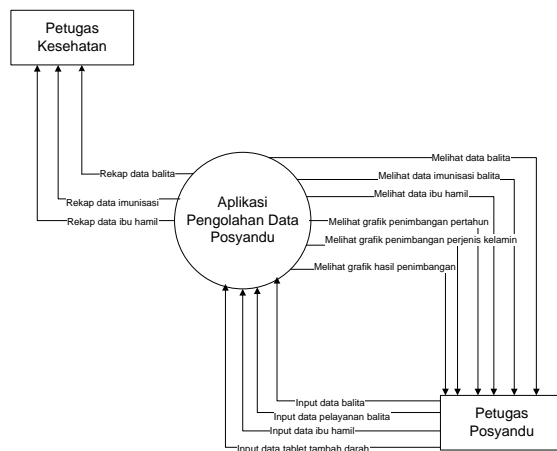 Petugas
Kesehatan
Rekap data balita
Rekap data imunisasi
Rekap data ibu hamil
Aplikasi
Pengolahan Data
Posyandu
Melihat data balita
Melihat data imunisasi balita
Melihat data ibu hamil
Melihat grafik penimbangan pertahun
Melihat grafik penimbangan perjenis kelamin
Melihat grafik hasil penimbangan
Input data balita
Input data pelayanan balita
Input data ibu hamil
Input data tablet tambah darah
Petugas
Posyandu